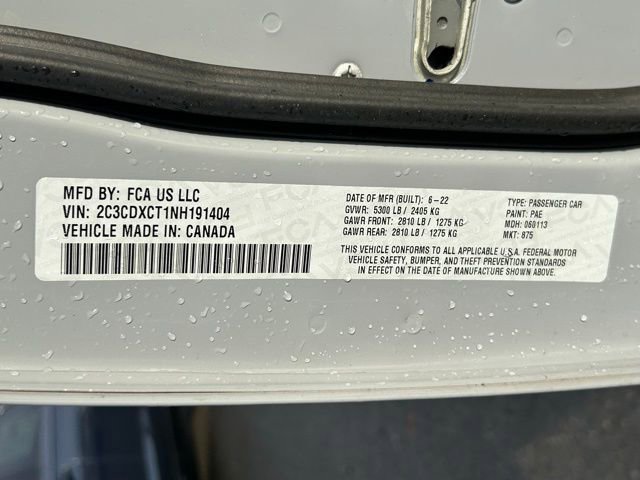 MFD BY: FCA US LLC
VIN: 2C3CDXCT1NH191404
VEHICLE MADE IN: CANADA
DATE OF MFR (BUILT): 6-22
GVWR: 5300 LB / 2405 KG
GAWR FRONT: 2810 LB / 1275 KG
GAWR REAR: 2810 LB / 1275 KG
TYPE: PASSENGER CAR
PAINT: PAE
MDH: 060113
MKT: 875
THIS VEHICLE CONFORMS TO ALL APPLICABLE U.S.A. FEDERAL MOTOR
VEHICLE SAFETY, BUMPER, AND THEFT PREVENTION STANDARDS
IN EFFECT ON THE DATE OF MANUFACTURE SHOWN ABOVE.